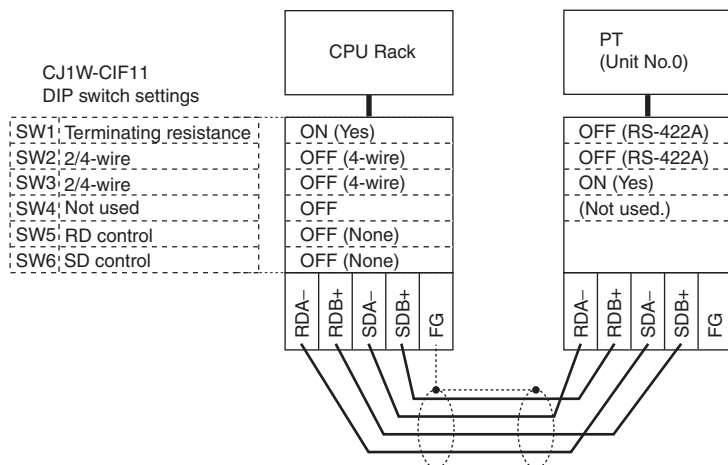 CPU Rack
PT
(Unit No.0)
CJ1W-CIF11
DIP switch settings
SW1 Terminating resistance ON (Yes) OFF (RS-422A)
SW2 2/4-wire OFF (4-wire) OFF (RS-422A)
SW3 2/4-wire OFF (4-wire) ON (Yes)
SW4 Not used OFF (Not used.)
SW5 RD control OFF (None)
SW6 SD control OFF (None)
RDA– RDB+ SDA– SDB+ FG RDA– RDB+ SDA– SDB+ FG